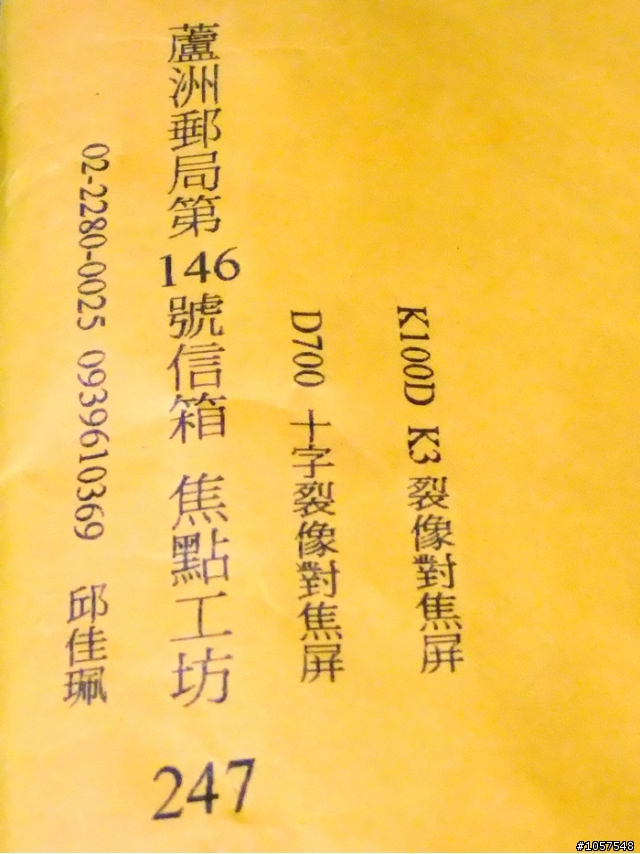 K100D K3 裂像對焦屏
D700 十字裂像對焦屏
蘆洲郵局第146號信箱 焦點工坊 247
02-2280-0025 0939610369 邱佳珮
#1057548